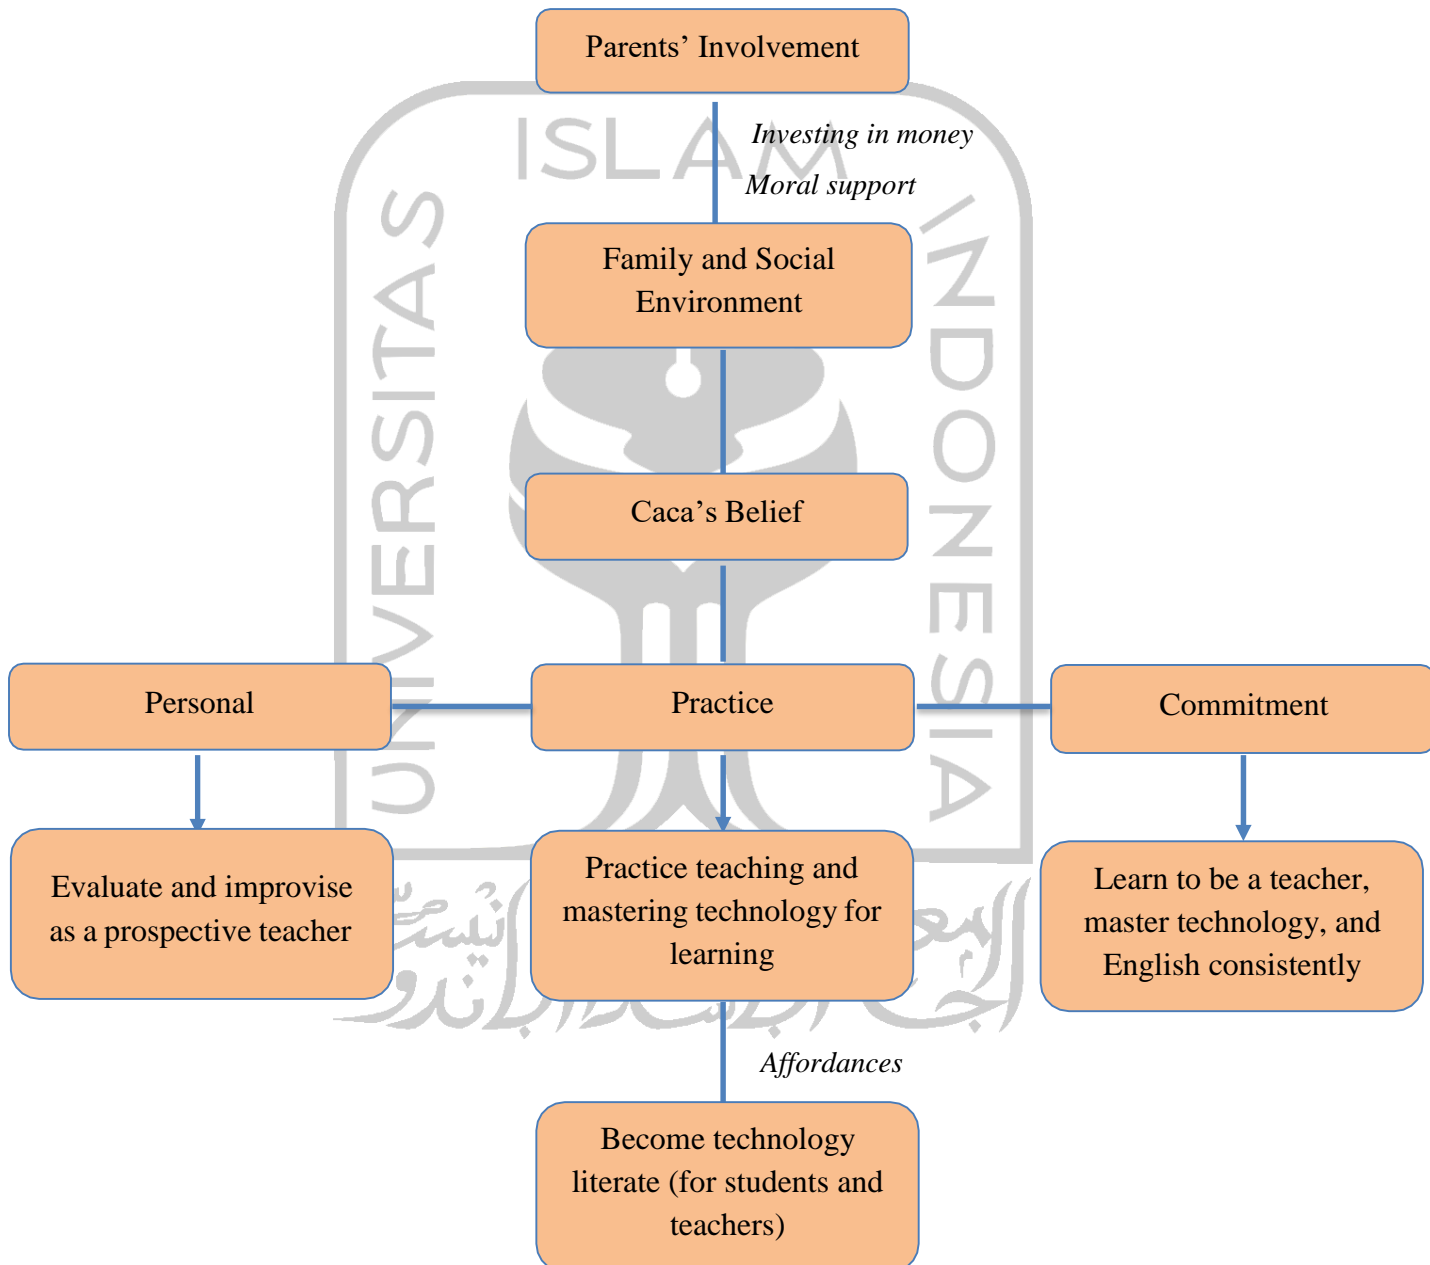 Parents’ Involvement
ISLAM
Investing in money
Moral support
UNIVERSITAS
INDONESIA
Family and Social
Environment
Caca’s Belief
Personal
Practice
Commitment
Evaluate and improvise
as a prospective teacher
Practice teaching and
mastering technology for
learning
Learn to be a teacher,
master technology, and
English consistently
Affordances
Become technology
literate (for students and
teachers)